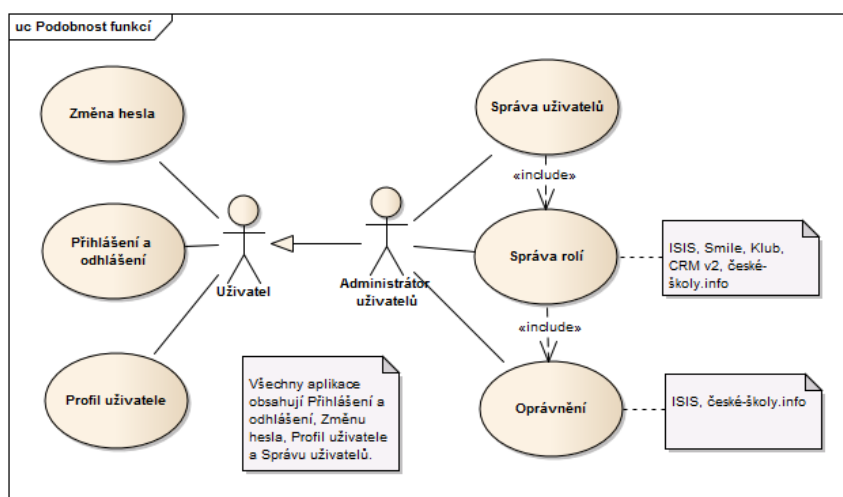 uc Podobnost funkcí
Změna hesla
Správa uživatelů
«include»
Přihlášení a
odhlášení
Správa rolí
ISIS, Smile, Klub,
CRM v2, české-
školy.info
Uživatel
Administrátor
uživatelů
«include»
Profil uživatele
Všechny aplikace
obsahují Přihlášení a
odhlášení, Změnu
hesla, Profil uživatele
a Správu uživatelů.
Oprávnění
ISIS, české-školy.info